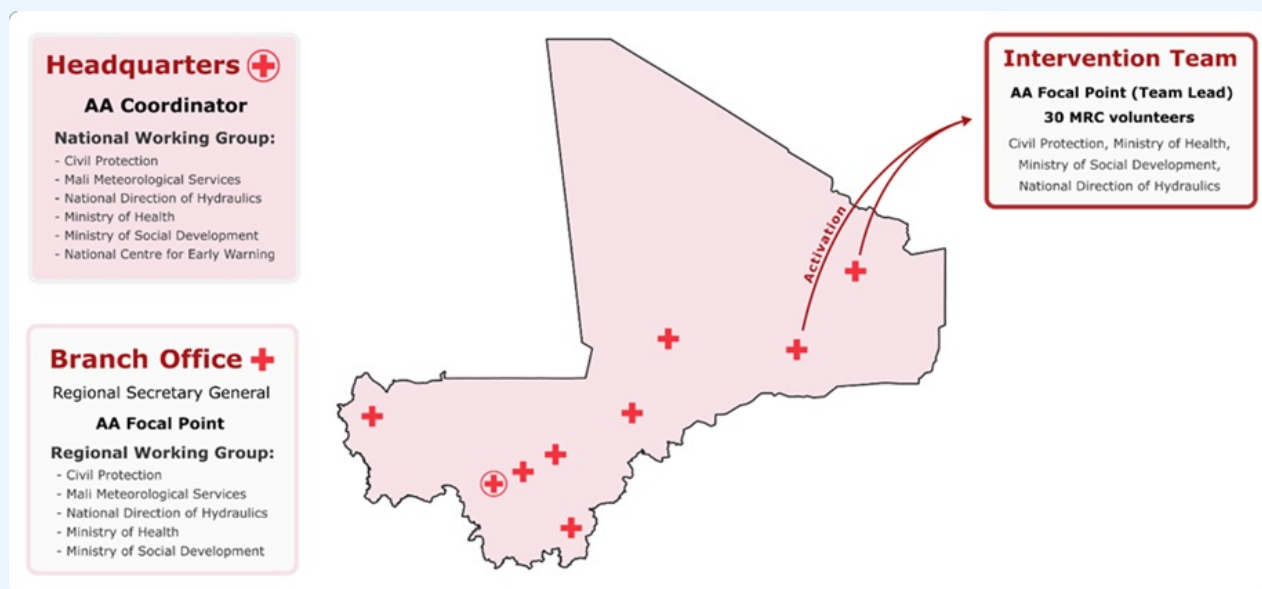 Headquarters
AA Coordinator
National Working Group:
- Civil Protection
- Mali Meteorological Services
- National Direction of Hydraulics
- Ministry of Health
- Ministry of Social Development
- National Centre for Early Warning
Branch Office
Regional Secretary General
AA Focal Point
Regional Working Group:
- Civil Protection
- Mali Meteorological Services
- National Direction of Hydraulics
- Ministry of Health
- Ministry of Social Development
Activation
Intervention Team
AA Focal Point (Team Lead)
30 MRC volunteers
Civil Protection, Ministry of Health,
Ministry of Social Development,
National Direction of Hydraulics